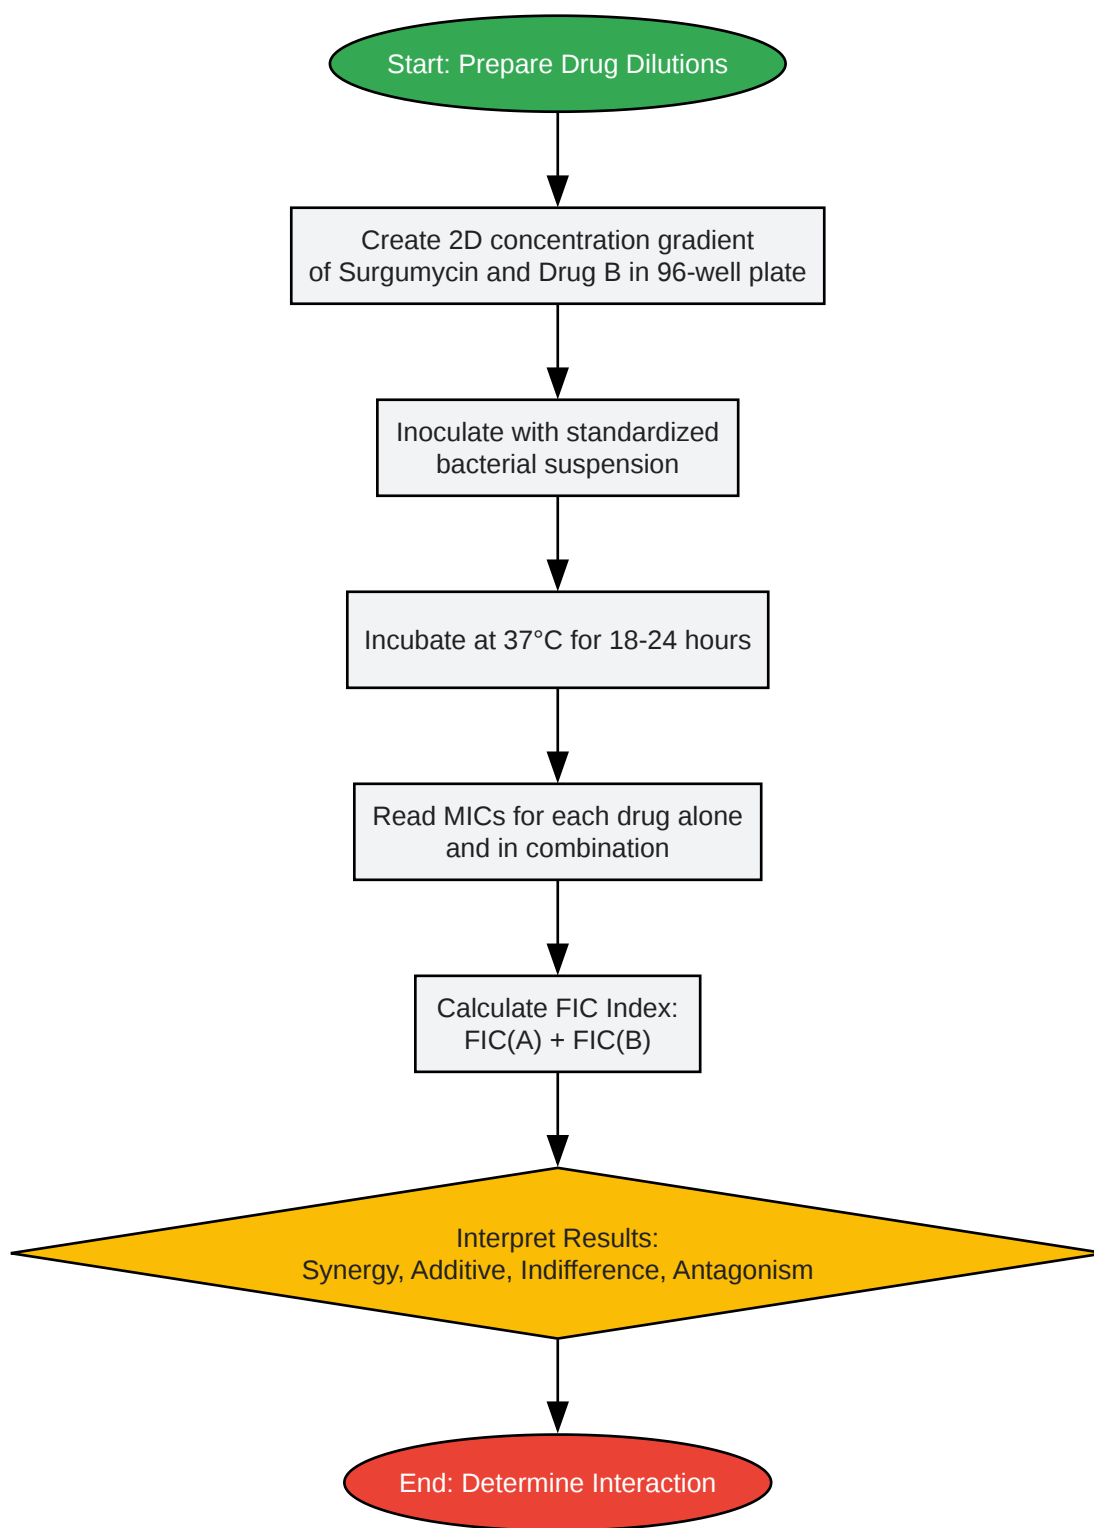 Start: Prepare Drug Dilutions
Create 2D concentration gradient
of Surgumycin and Drug B in 96-well plate
Inoculate with standardized
bacterial suspension
Incubate at 37°C for 18-24 hours
Read MICs for each drug alone
and in combination
Calculate FIC Index:
FIC(A) + FIC(B)
Interpret Results:
Synergy, Additive, Indifference, Antagonism
End: Determine Interaction